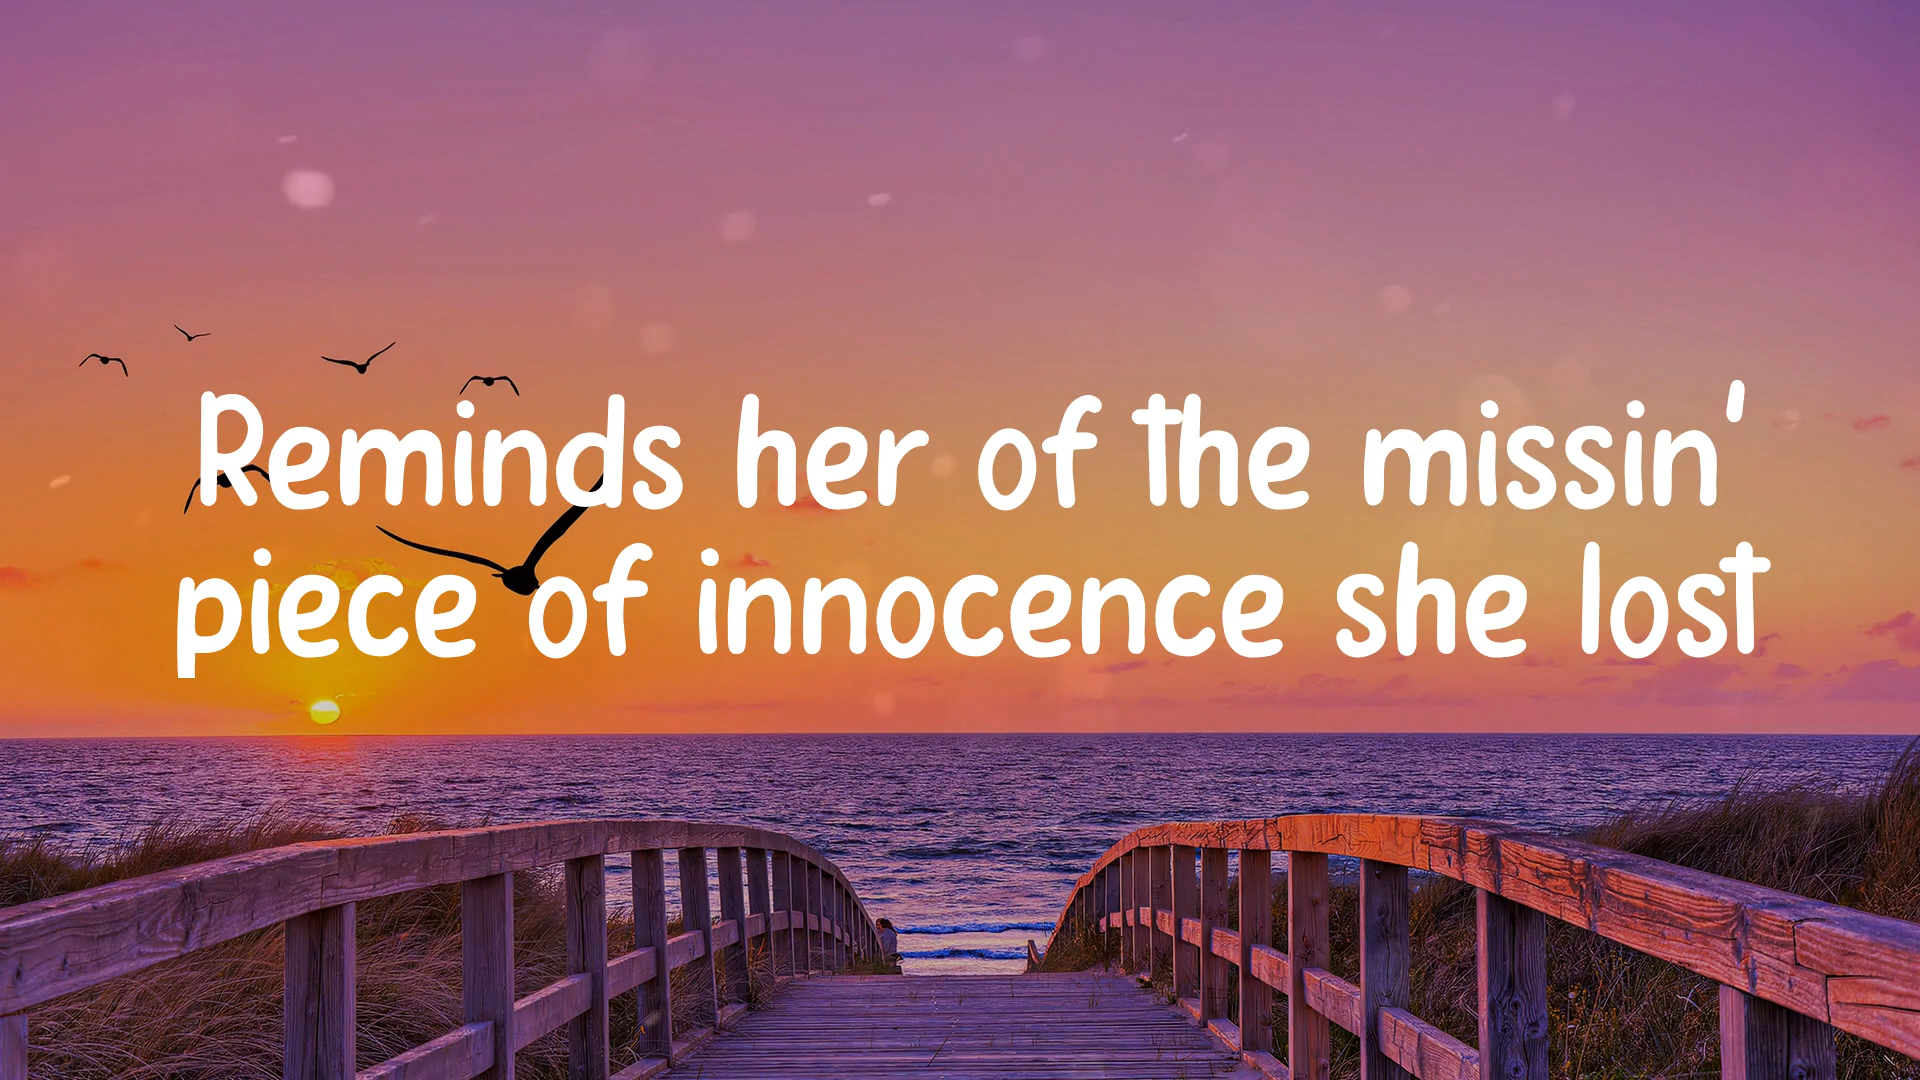 Reminds her of the missin'
piece of innocence she lost